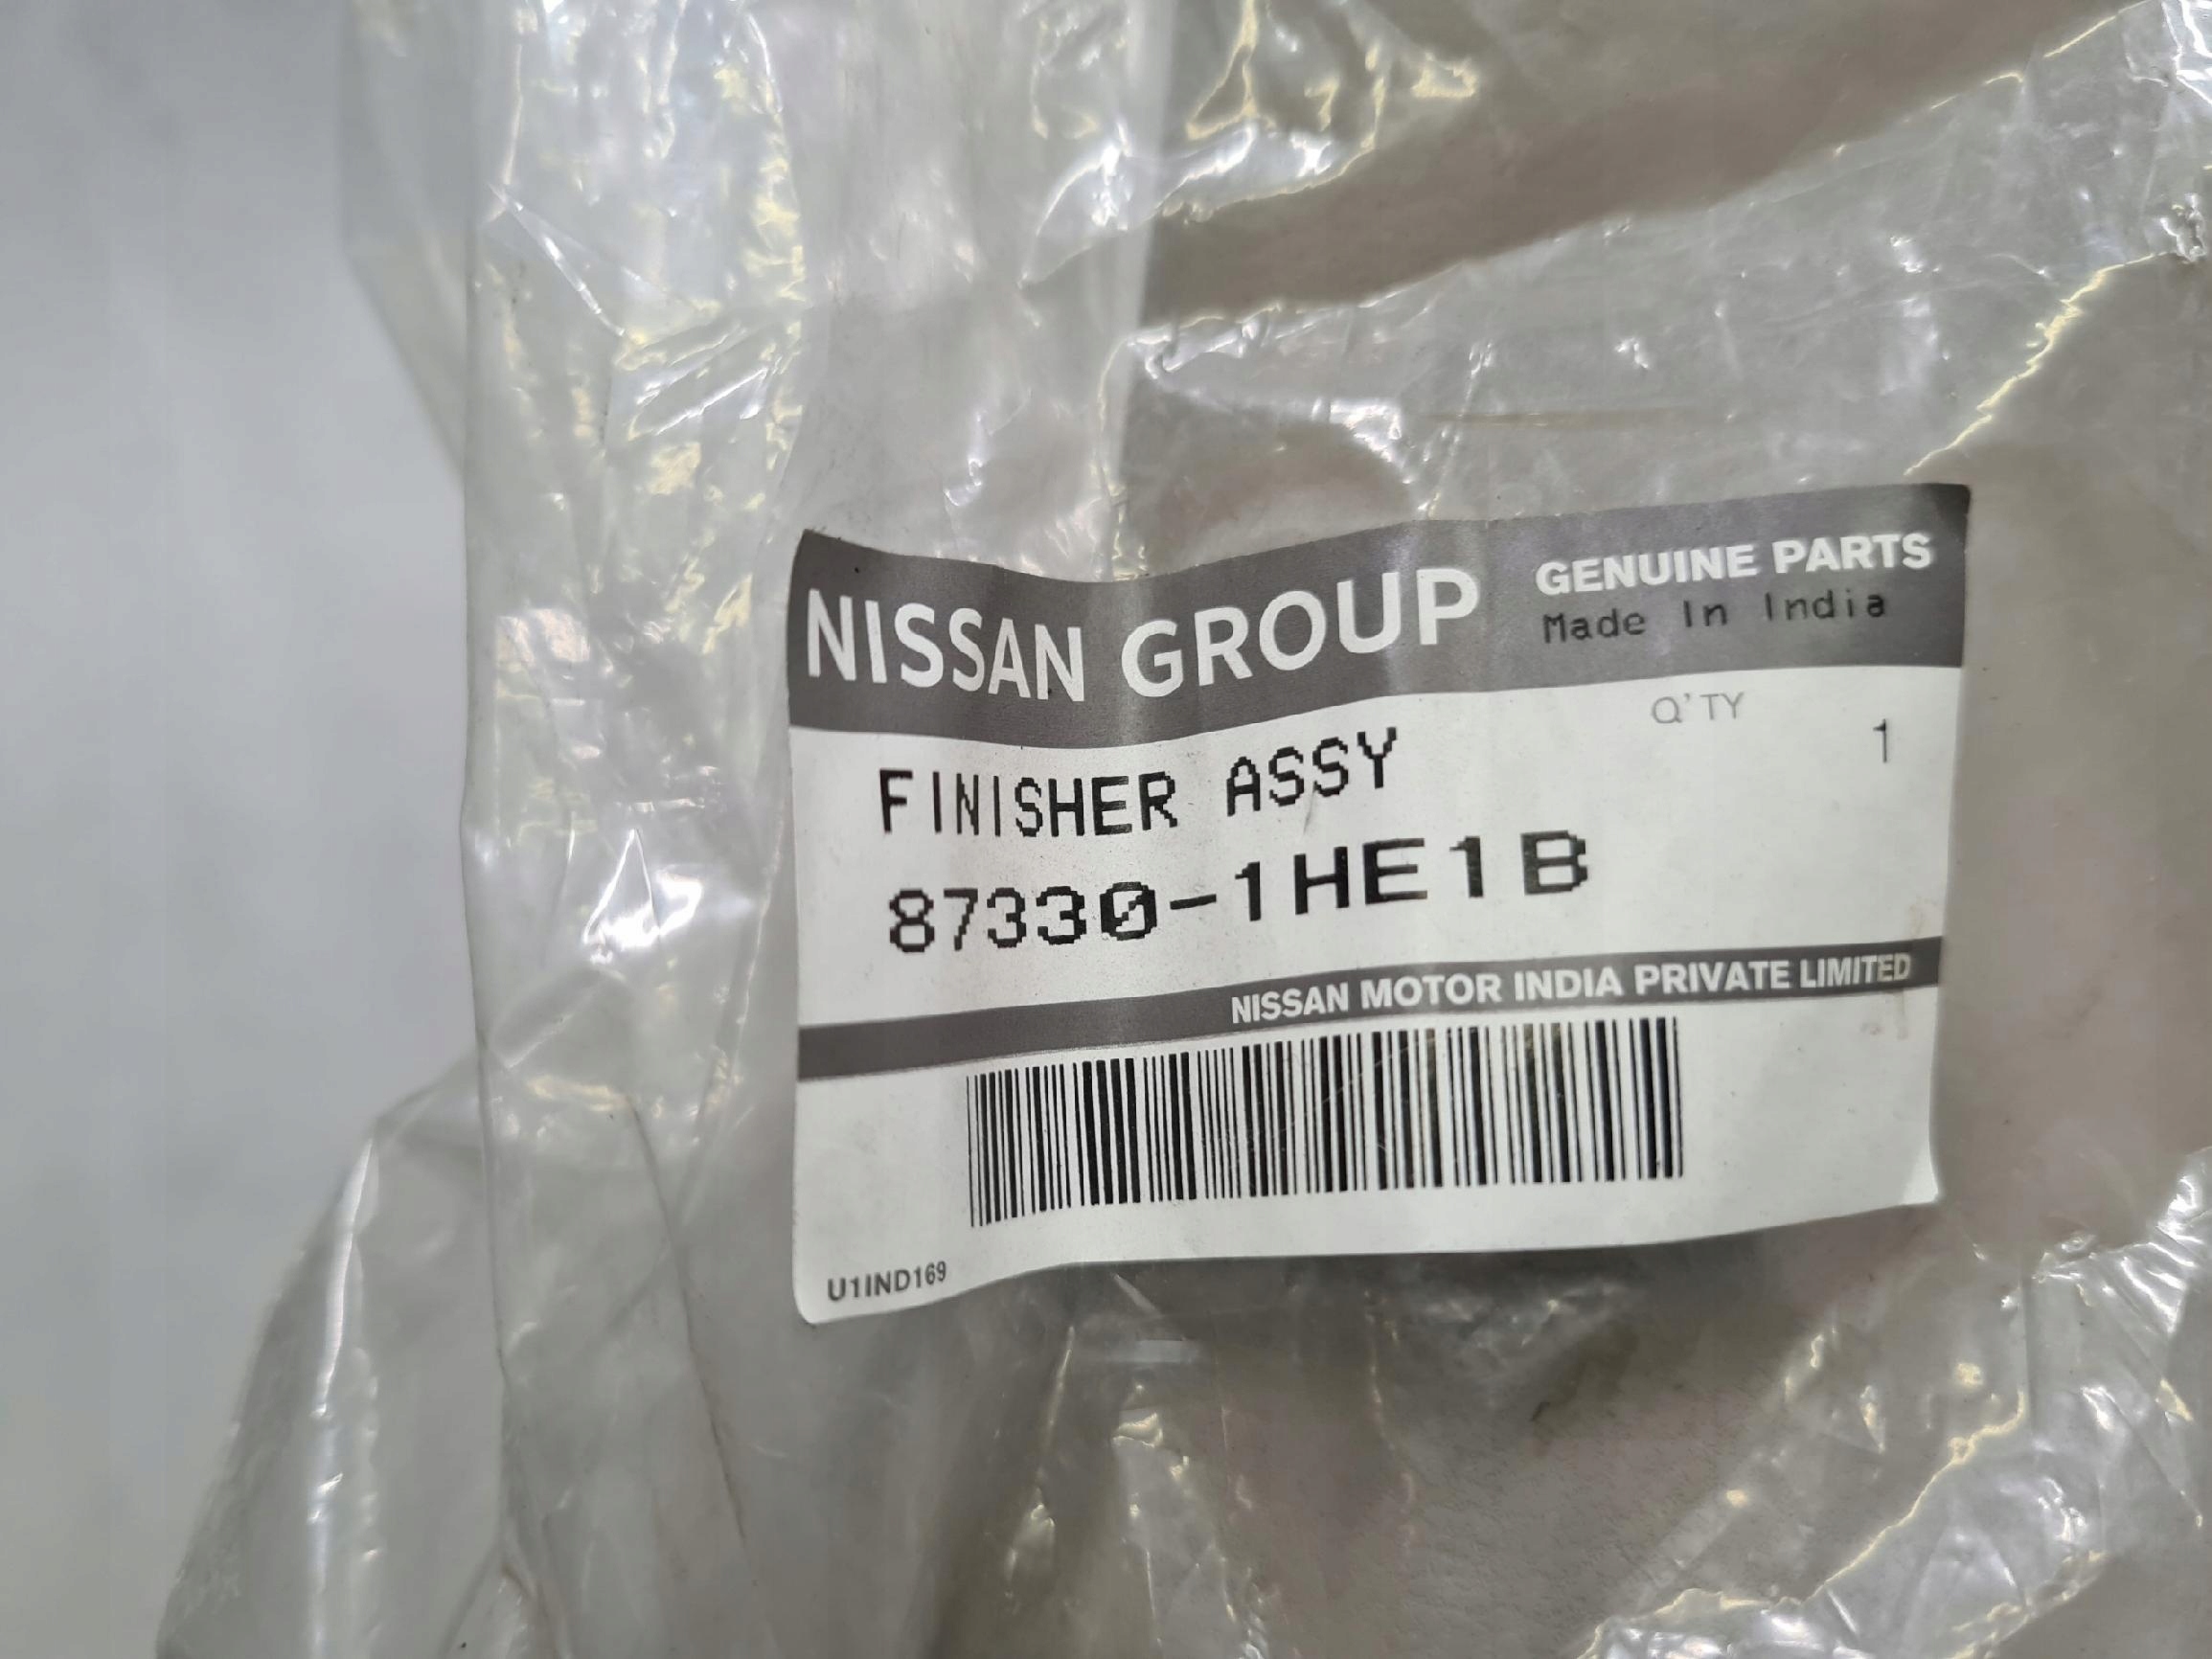 NISSAN GROUP GENUINE PARTS
Made In India
Q'TY
FINISHER ASSY 1
87330-1HE1B
NISSAN MOTOR INDIA PRIVATE LIMITED
U1IND169